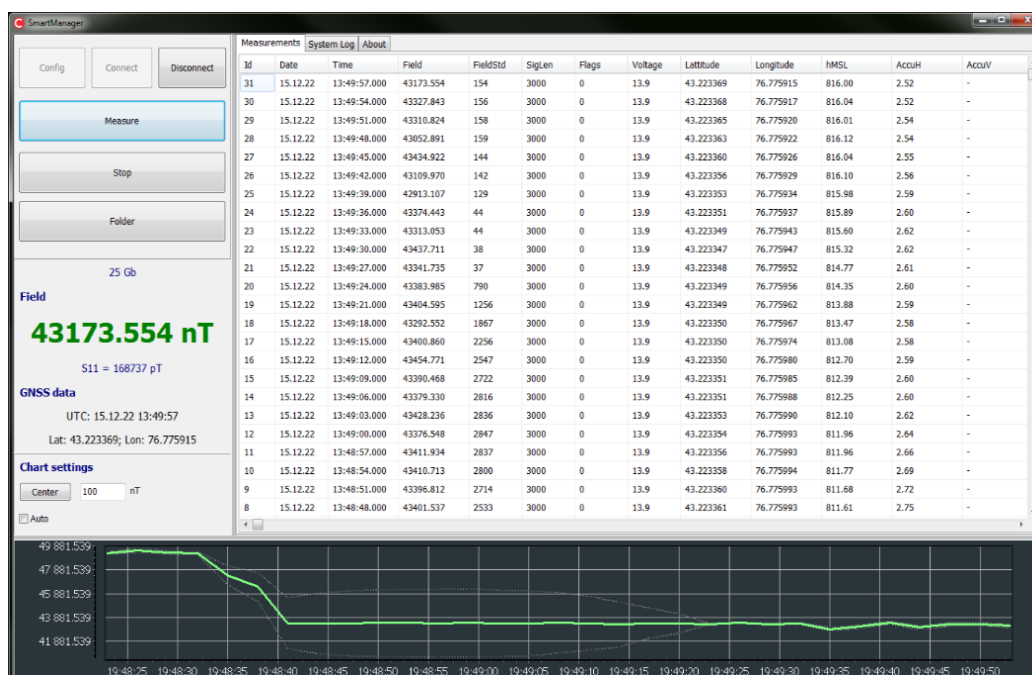 SmartManager
Config Connect Disconnect
Measure
Stop
Folder
25 Gb
Field
43173.554 nT
S11 = 168737 pT
GNSS data
UTC: 15.12.22 13:49:57
Lat: 43.223369; Lon: 76.775915
Chart settings
Center 100 nT
Auto
Measurements System Log About
Id Date Time Field FieldStd SigLen Flags Voltage Lattitude Longitude hMSL AccuH AccuV
31 15.12.22 13:49:57.000 43173.554 154 3000 0 13.9 43.223369 76.775915 816.00 2.52 -
30 15.12.22 13:49:54.000 43327.843 156 3000 0 13.9 43.223368 76.775917 816.04 2.52 -
29 15.12.22 13:49:51.000 43310.824 158 3000 0 13.9 43.223365 76.775920 816.01 2.54 -
28 15.12.22 13:49:48.000 43052.891 159 3000 0 13.9 43.223363 76.775922 816.12 2.54 -
27 15.12.22 13:49:45.000 43434.922 144 3000 0 13.9 43.223360 76.775926 816.04 2.55 -
26 15.12.22 13:49:42.000 43109.970 142 3000 0 13.9 43.223356 76.775929 816.10 2.56 -
25 15.12.22 13:49:39.000 42913.107 129 3000 0 13.9 43.223353 76.775934 815.98 2.59 -
24 15.12.22 13:49:36.000 43374.443 44 3000 0 13.9 43.223351 76.775937 815.89 2.60 -
23 15.12.22 13:49:33.000 43313.053 44 3000 0 13.9 43.223349 76.775943 815.60 2.62 -
22 15.12.22 13:49:30.000 43437.711 38 3000 0 13.9 43.223347 76.775947 815.32 2.62 -
21 15.12.22 13:49:27.000 43341.735 37 3000 0 13.9 43.223348 76.775952 814.77 2.61 -
20 15.12.22 13:49:24.000 43383.985 790 3000 0 13.9 43.223349 76.775956 814.35 2.60 -
19 15.12.22 13:49:21.000 43404.595 1256 3000 0 13.9 43.223349 76.775962 813.88 2.59 -
18 15.12.22 13:49:18.000 43292.552 1867 3000 0 13.9 43.223350 76.775967 813.47 2.58 -
17 15.12.22 13:49:15.000 43400.860 2256 3000 0 13.9 43.223350 76.775974 813.08 2.58 -
16 15.12.22 13:49:12.000 43454.771 2547 3000 0 13.9 43.223350 76.775980 812.70 2.59 -
15 15.12.22 13:49:09.000 43390.468 2722 3000 0 13.9 43.223351 76.775985 812.39 2.60 -
14 15.12.22 13:49:06.000 43379.330 2816 3000 0 13.9 43.223351 76.775988 812.25 2.60 -
13 15.12.22 13:49:03.000 43428.236 2836 3000 0 13.9 43.223353 76.775990 812.10 2.62 -
12 15.12.22 13:49:00.000 43376.548 2847 3000 0 13.9 43.223354 76.775993 811.96 2.64 -
11 15.12.22 13:48:57.000 43411.934 2837 3000 0 13.9 43.223356 76.775993 811.96 2.66 -
10 15.12.22 13:48:54.000 43410.713 2800 3000 0 13.9 43.223358 76.775994 811.77 2.69 -
9 15.12.22 13:48:51.000 43396.812 2714 3000 0 13.9 43.223360 76.775993 811.68 2.72 -
8 15.12.22 13:48:48.000 43401.537 2533 3000 0 13.9 43.223361 76.775993 811.61 2.75 -
49 881.539
47 881.539
45 881.539
43 881.539
41 881.539
19:48:25 19:48:30 19:48:35 19:48:40 19:48:45 19:48:50 19:48:55 19:49:00 19:49:05 19:49:10 19:49:15 19:49:20 19:49:25 19:49:30 19:49:35 19:49:40 19:49:45 19:49:50